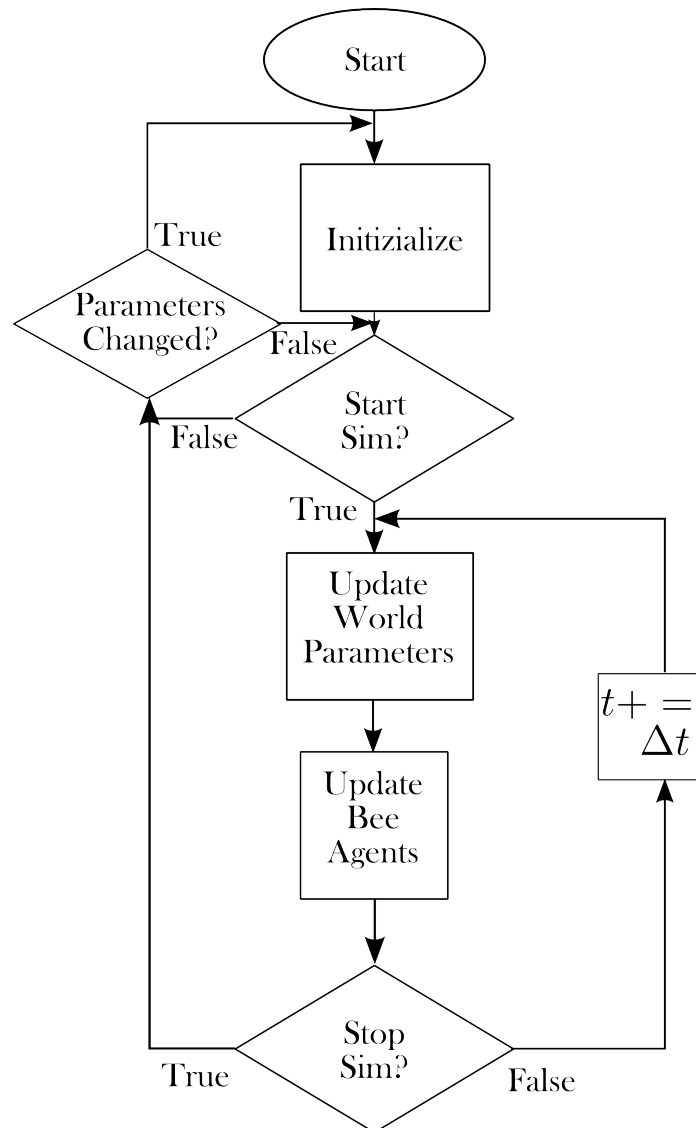 Start
Initizialize
True
Parameters
Changed?
False
Start
Sim?
False
True
Update
World
Parameters
t+ =
Δt
Update
Bee
Agents
Stop
Sim?
True
False